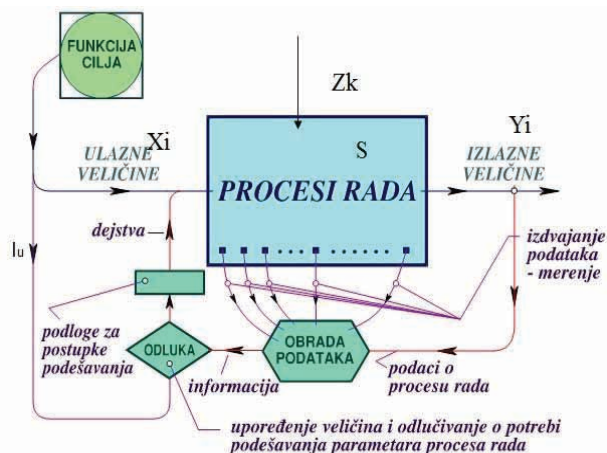 FUNKCIJA
CILJA
Zk
Xi
Yi
ULAZNE
VELIČINE
S
PROCESI RADA
IZLAZNE
VELIČINE
dejstva
Iu
izdvajanje
podataka
- merenje
podloge za
postupke
podešavanja
ODLUKA
OBRADA
PODATAKA
informacija
podaci o
procesu rada
upoređenje veličina i odlučivanje o potrebi
podešavanja parametara procesa rada